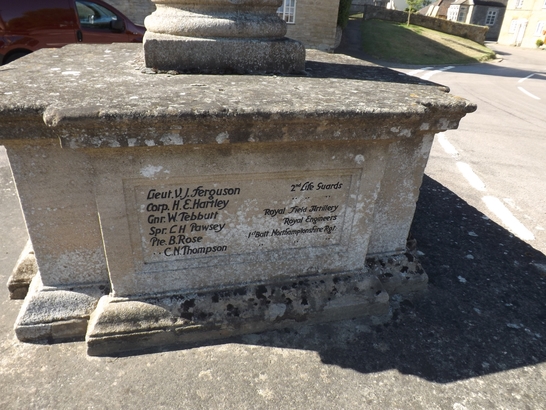 Lieut. V.J. Ferguson 2nd Life Guards
Corp. H.E. Hartley " "
Gnr. W. Tebbutt Royal Field Artillery
Spr. C.H Pawsey Royal Engineers
Pte. B. Rose 1st Batt. Northamptonshire Rgt
" C.N. Thompson " "